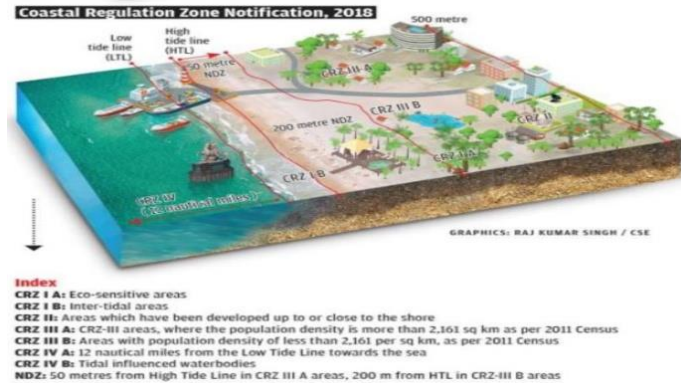 Coastal Regulation Zone Notification, 2018
500 metre
High
tide line
(HTL)
Low
tide line
(LTL)
50 metre
NDZ
CRZ III A
CRZ III B
CRZ II
200 metre NDZ
CRZ I A
CRZ I B
CRZ IV
(12 nautical miles)
GRAPHICS: RAJ KUMAR SINGH / CSE
Index
CRZ I A: Eco-sensitive areas
CRZ I B: Inter-tidal areas
CRZ II: Areas which have been developed up to or close to the shore
CRZ III A: CRZ-III areas, where the population density is more than 2,161 sq km as per 2011 Census
CRZ III B: Areas with population density of less than 2,161 per sq km, as per 2011 Census
CRZ IV A: 12 nautical miles from the Low Tide Line towards the sea
CRZ IV B: Tidal influenced waterbodies
NDZ: 50 metres from High Tide Line in CRZ III A areas, 200 m from HTL in CRZ-III B areas